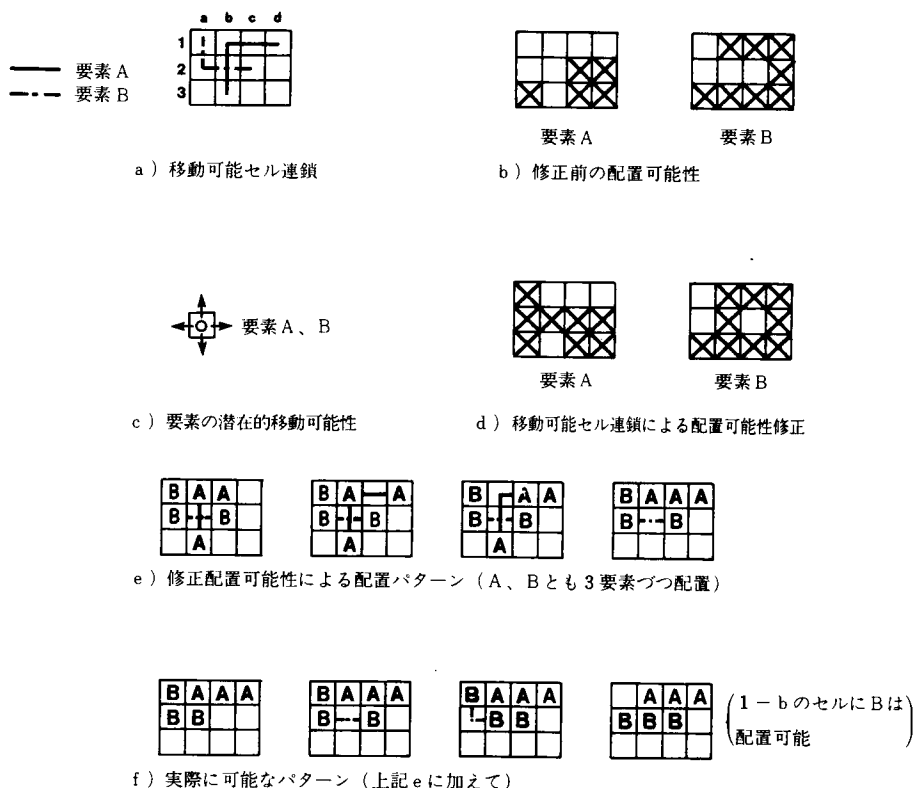 a b c d
1
2
3
要素A
要素B
a）移動可能セル連鎖
要素A 要素B
b）修正前の配置可能性
要素A、B
c）要素の潜在的移動可能性
要素A 要素B
d）移動可能セル連鎖による配置可能性修正
B A A B A A B A A B A A A
B B B B B B B B
A A A
e）修正配置可能性による配置パターン（A、Bとも3要素づつ配置）
B A A A B A A A B A A A A A A
B B B B B B B B B
（1－bのセルにBは
配置可能）
f）実際に可能なパターン（上記eに加えて）